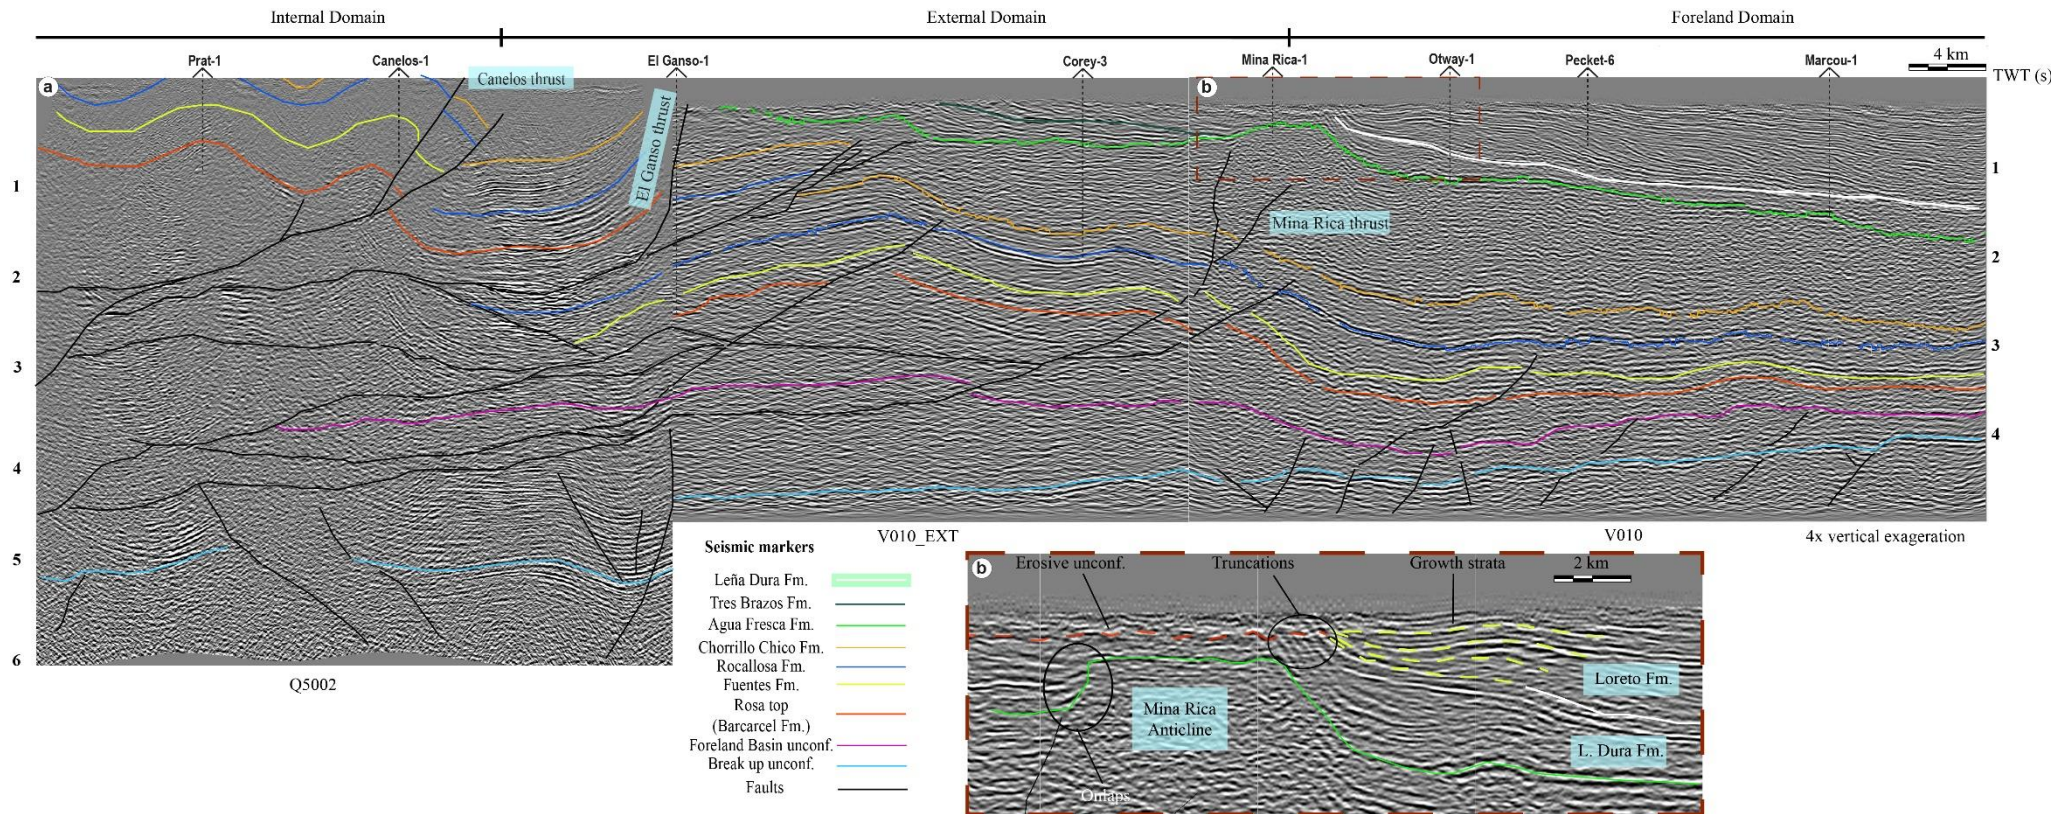 Internal Domain
External Domain
Foreland Domain
Prat-1
Canelos-1
El Ganso-1
Corey-3
Mina Rica-1
Otway-1
Pecket-6
Marcou-1
4 km
TWT (s)
a
Canelos thrust
El Ganso thrust
b
Mina Rica thrust
1
2
3
4
5
6
1
2
3
4
Q5002
V010_EXT
V010
4x vertical exageration
Seismic markers
Leña Dura Fm.
Tres Brazos Fm.
Agua Fresca Fm.
Chorrillo Chico Fm.
Rocallosa Fm.
Fuentes Fm.
Rosa top
(Barcarcel Fm.)
Foreland Basin unconf.
Break up unconf.
Faults
b
Erosive unconf.
Truncations
Growth strata
2 km
Loreto Fm.
Mina Rica
Anticline
L. Dura Fm.
Onlaps